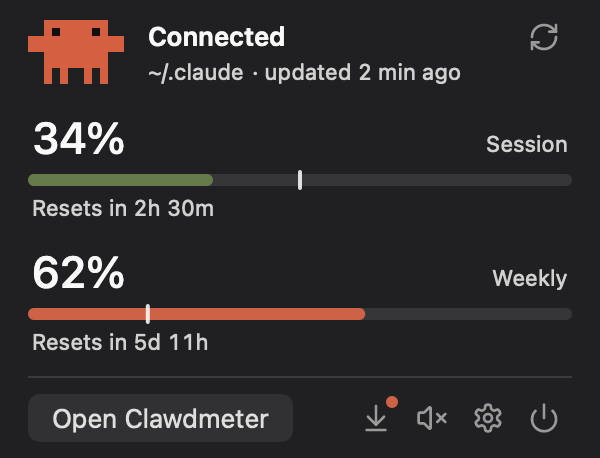 Connected
~/.claude · updated 2 min ago
34%
Session
Resets in 2h 30m
62%
Weekly
Resets in 5d 11h
Open Clawdmeter